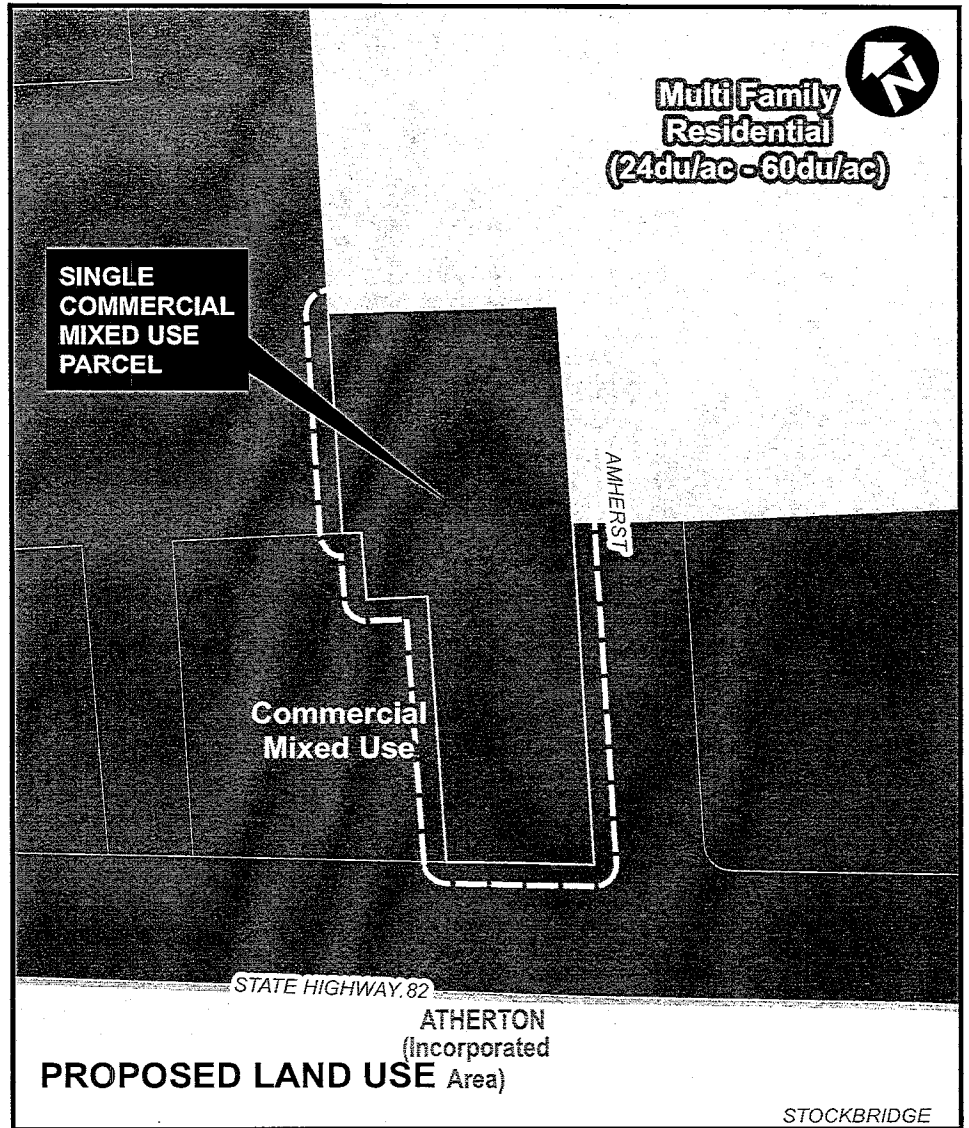 N
Multi Family
Residential
(24du/ac - 60du/ac)
SINGLE
COMMERCIAL
MIXED USE
PARCEL
AMHERST
Commercial
Mixed Use
STATE HIGHWAY 82
ATHERTON
(Incorporated
Area)
PROPOSED LAND USE
STOCKBRIDGE